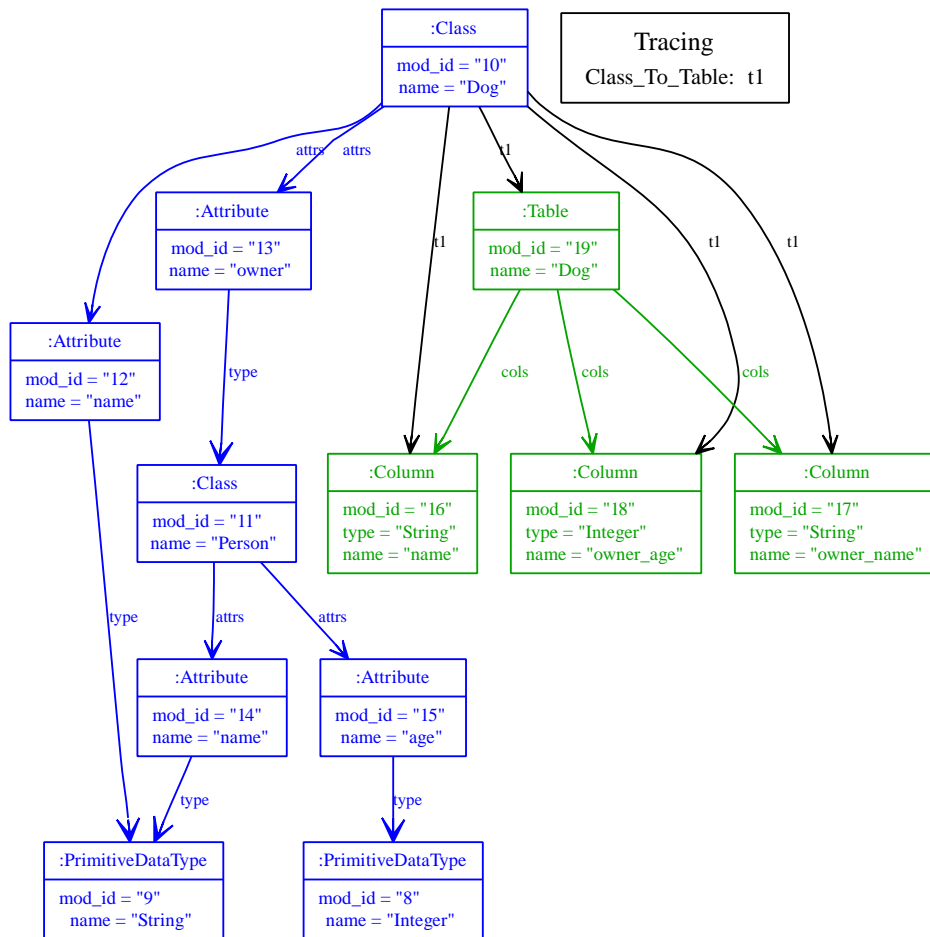 :Class
mod_id = "10"
name = "Dog"
Tracing
Class_To_Table: t1
attrs
attrs
t1
:Attribute
mod_id = "13"
name = "owner"
:Table
mod_id = "19"
name = "Dog"
t1
t1
t1
:Attribute
mod_id = "12"
name = "name"
type
cols
cols
cols
:Class
mod_id = "11"
name = "Person"
:Column
mod_id = "16"
type = "String"
name = "name"
:Column
mod_id = "18"
type = "Integer"
name = "owner_age"
:Column
mod_id = "17"
type = "String"
name = "owner_name"
type
attrs
attrs
:Attribute
mod_id = "14"
name = "name"
:Attribute
mod_id = "15"
name = "age"
type
type
:PrimitiveDataType
mod_id = "9"
name = "String"
:PrimitiveDataType
mod_id = "8"
name = "Integer"